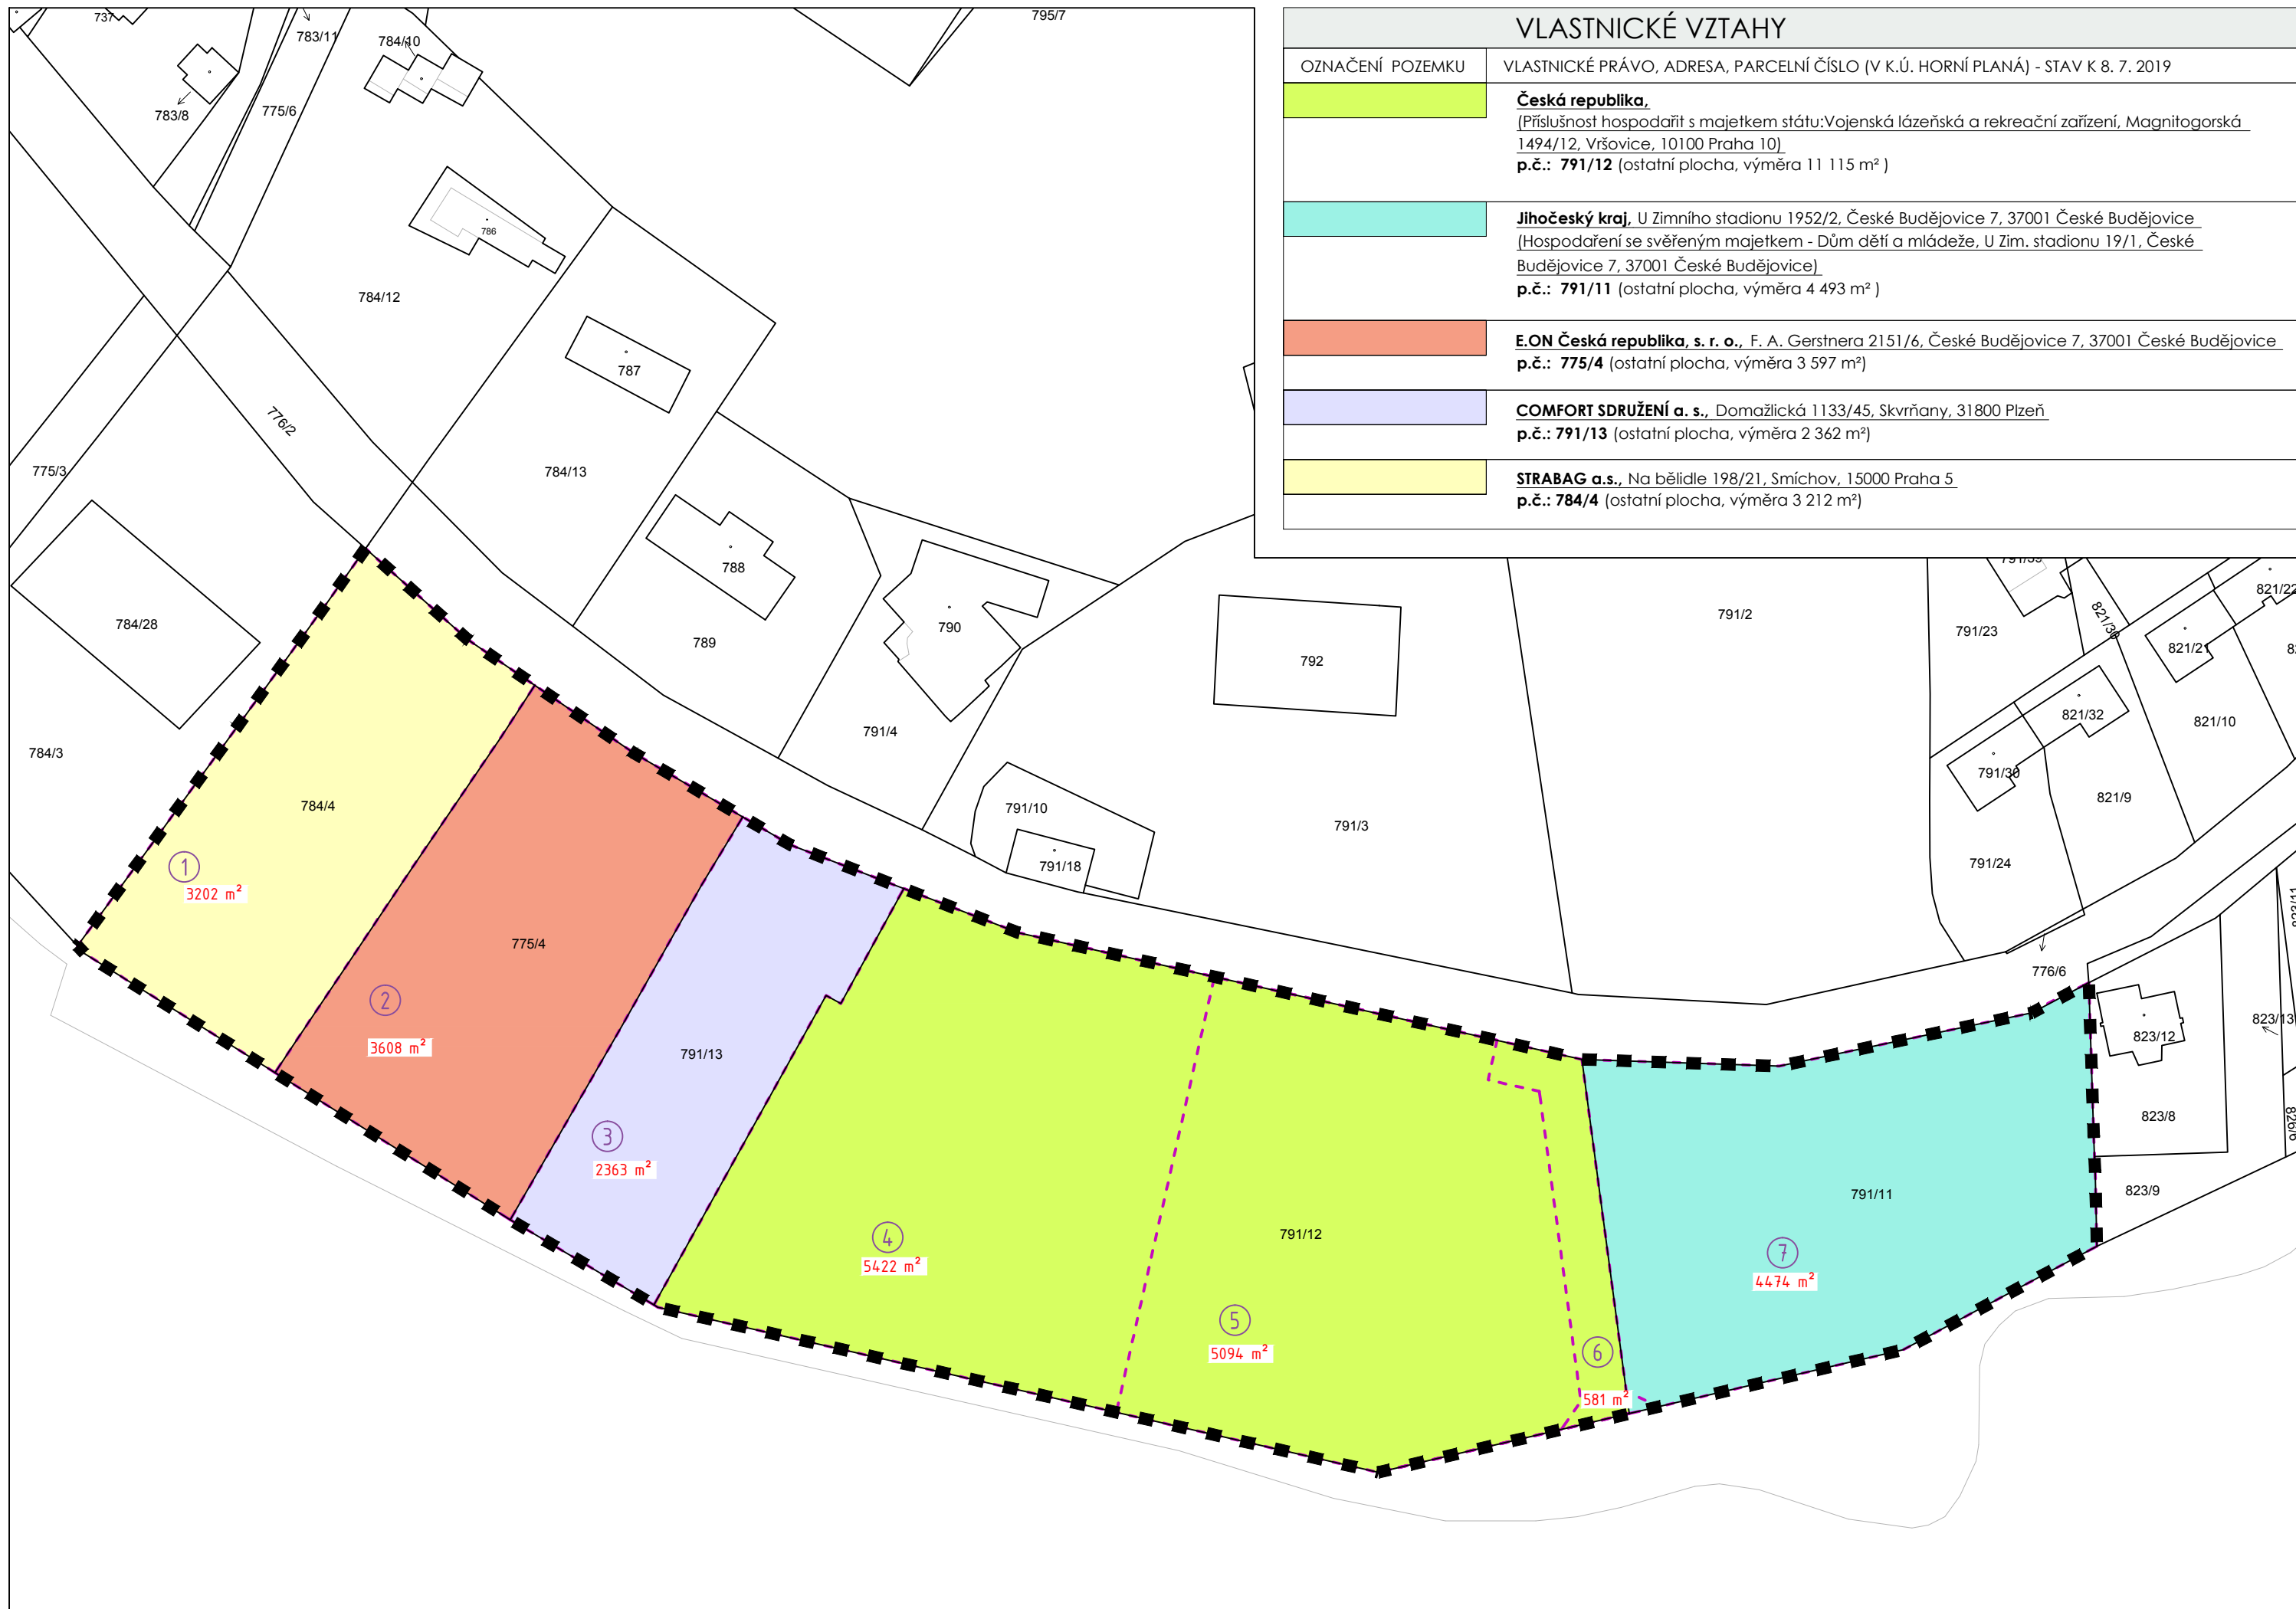 VLASTNICKÉ VZTAHY
OZNAČENÍ POZEMKU
VLASTNICKÉ PRÁVO, ADRESA, PARCELNÍ ČÍSLO (V K.Ú. HORNÍ PLANÁ) - STAV K 8. 7. 2019
Česká republika,
(Příslušnost hospodařit s majetkem státu:Vojenská lázeňská a rekreační zařízení, Magnitogorská
1494/12, Vršovice, 10100 Praha 10)
p.č.: 791/12 (ostatní plocha, výměra 11 115 m² )
Jihočeský kraj, U Zimního stadionu 1952/2, České Budějovice 7, 37001 České Budějovice
(Hospodaření se svěřeným majetkem - Dům dětí a mládeže, U Zim. stadionu 19/1, České
Budějovice 7, 37001 České Budějovice)
p.č.: 791/11 (ostatní plocha, výměra 4 493 m² )
E.ON Česká republika, s. r. o., F. A. Gerstnera 2151/6, České Budějovice 7, 37001 České Budějovice
p.č.: 775/4 (ostatní plocha, výměra 3 597 m²)
COMFORT SDRUŽENÍ a. s., Domažlická 1133/45, Skvrňany, 31800 Plzeň
p.č.: 791/13 (ostatní plocha, výměra 2 362 m²)
STRABAG a.s., Na bělidle 198/21, Smíchov, 15000 Praha 5
p.č.: 784/4 (ostatní plocha, výměra 3 212 m²)
737
783/11
784/10
795/7
783/8
775/6
786
784/12
787
776/2
775/3
784/13
788
784/28
789
790
792
791/2
791/23
821/30
821/22
821/21
821/32
821/10
791/4
784/3
791/30
821/9
791/10
791/3
791/18
791/24
784/4
1
3202 m²
775/4
2
3608 m²
791/13
3
2363 m²
776/6
823/11
823/13
823/12
823/8
823/9
791/11
791/12
4
5422 m²
5
5094 m²
6
581 m²
7
4474 m²